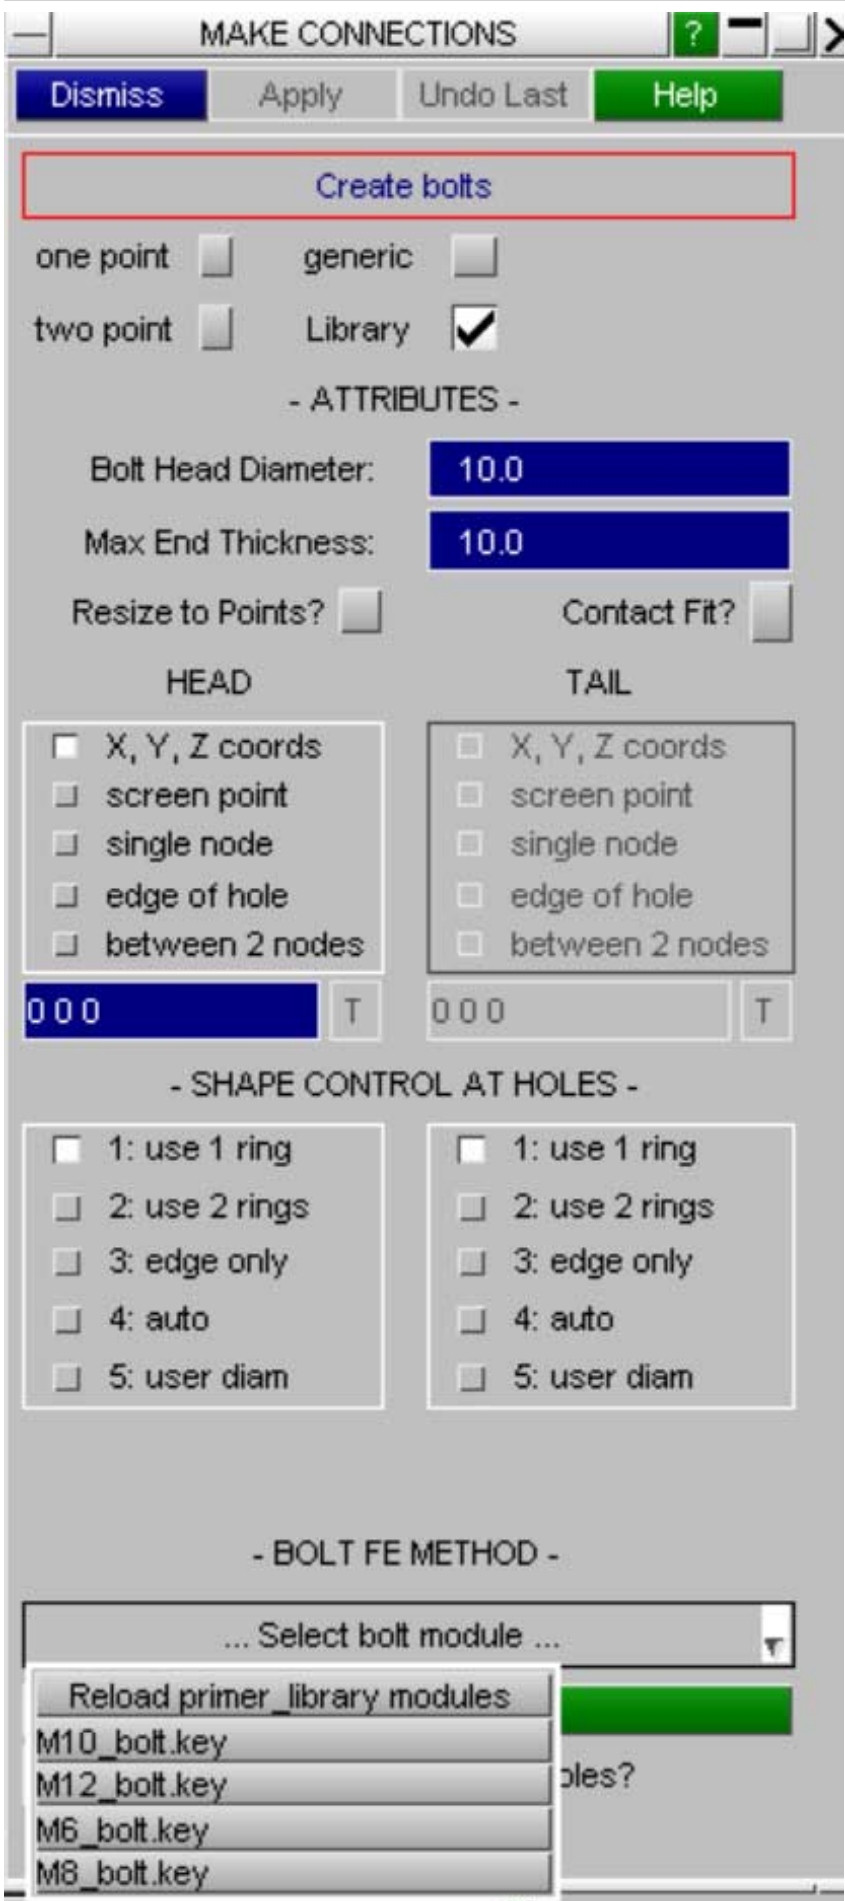 MAKE CONNECTIONS ?
Dismiss Apply Undo Last Help
Create bolts
one point generic
two point Library
- ATTRIBUTES -
Bolt Head Diameter: 10.0
Max End Thickness: 10.0
Resize to Points? Contact Fit?
HEAD TAIL
X, Y, Z coords X, Y, Z coords
screen point screen point
single node single node
edge of hole edge of hole
between 2 nodes between 2 nodes
0 0 0 T 0 0 0 T
- SHAPE CONTROL AT HOLES -
1: use 1 ring 1: use 1 ring
2: use 2 rings 2: use 2 rings
3: edge only 3: edge only
4: auto 4: auto
5: user diam 5: user diam
- BOLT FE METHOD -
... Select bolt module ...
Reload primer_library modules
M10_bolt.key
M12_bolt.key
M6_bolt.key
M8_bolt.key